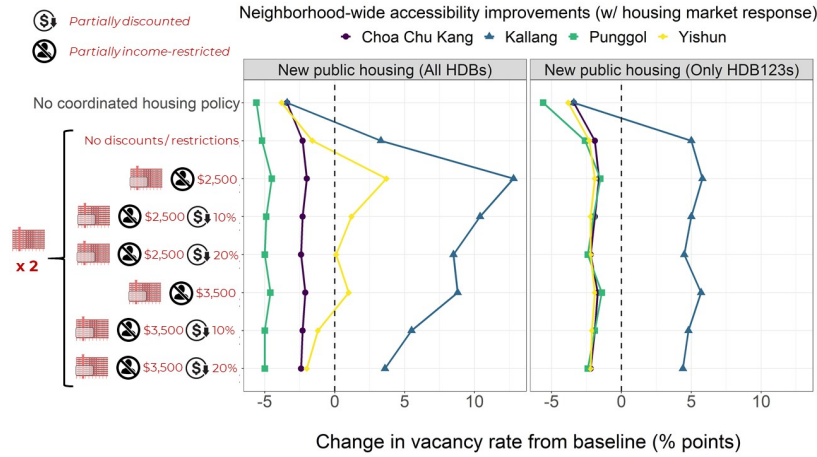 Neighborhood-wide accessibility improvements (w/ housing market response)
Partially discounted
Partially income-restricted
Choa Chu Kang Kallang Punggol Yishun
New public housing (All HDBs) New public housing (Only HDB123s)
No coordinated housing policy
No discounts/restrictions
$2,500
$2,500 $ 10%
x 2
$2,500 $ 20%
$3,500
$3,500 $ 10%
$3,500 $ 20%
-5 0 5 10 -5 0 5 10
Change in vacancy rate from baseline (% points)